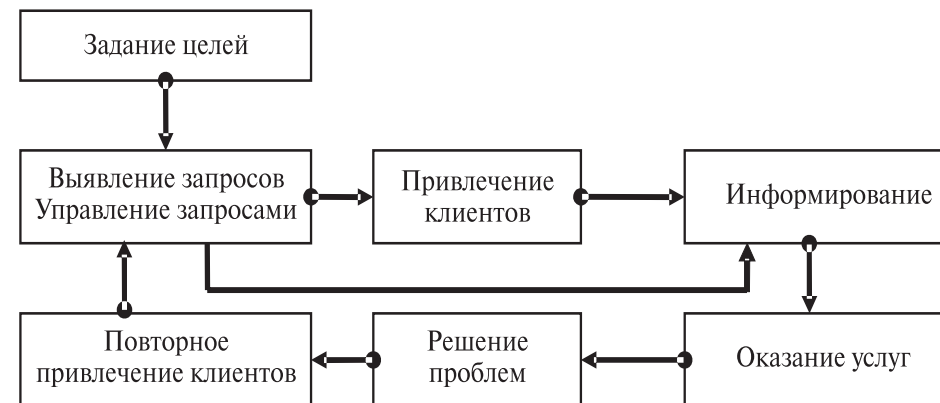 Задание целей
Выявление запросов
Управление запросами
Привлечение
клиентов
Информирование
Повторное
привлечение клиентов
Решение
проблем
Оказание услуг